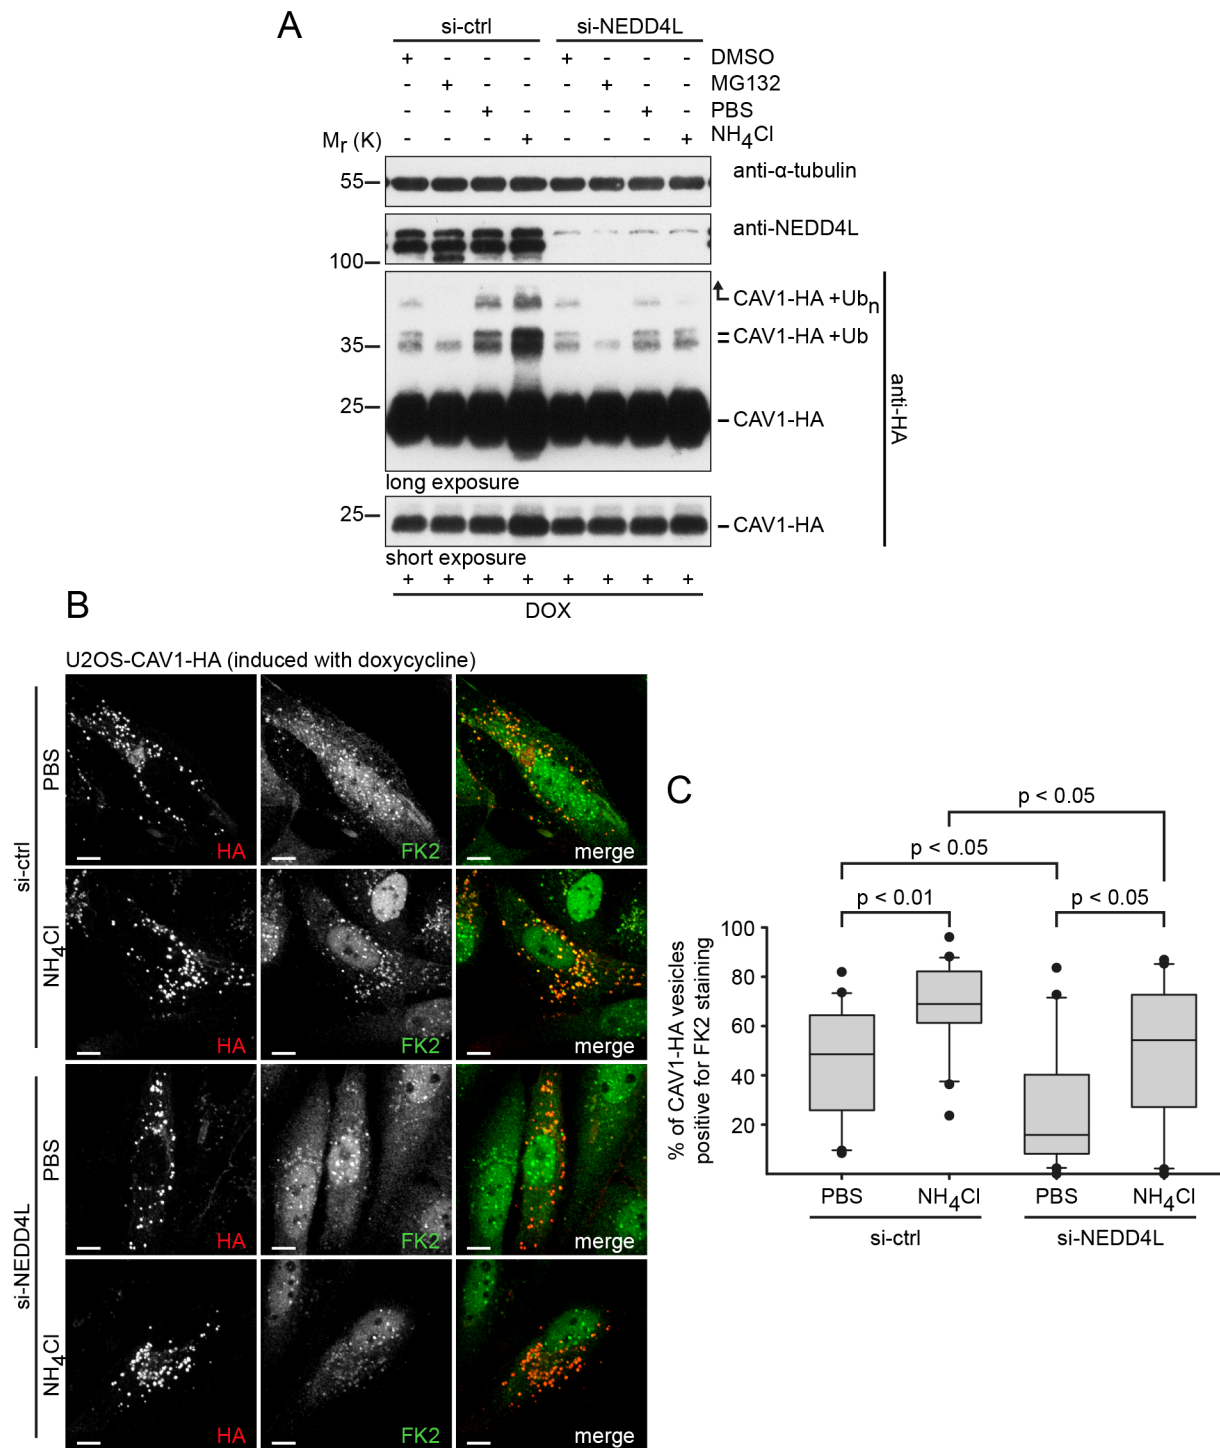 A
si-ctrl si-NEDD4L
+ - - - + - - - DMSO
- + - - - + - - MG132
- - + - - - + - PBS
Mr (K) - - - + - - - + NH4Cl
55 anti-α-tubulin
anti-NEDD4L
100
CAV1-HA +Ubn
35 CAV1-HA +Ub
25 CAV1-HA
anti-HA
long exposure
25 CAV1-HA
short exposure
+ + + + + + + +
DOX
B
U2OS-CAV1-HA (induced with doxycycline)
si-ctrl
PBS
HA FK2 merge
NH4Cl
HA FK2 merge
si-NEDD4L
PBS
HA FK2 merge
NH4Cl
HA FK2 merge
C
p < 0.05
p < 0.05
p < 0.01 p < 0.05
% of CAV1-HA vesicles
positive for FK2 staining
100
80
60
40
20
PBS NH4Cl PBS NH4Cl
si-ctrl si-NEDD4L